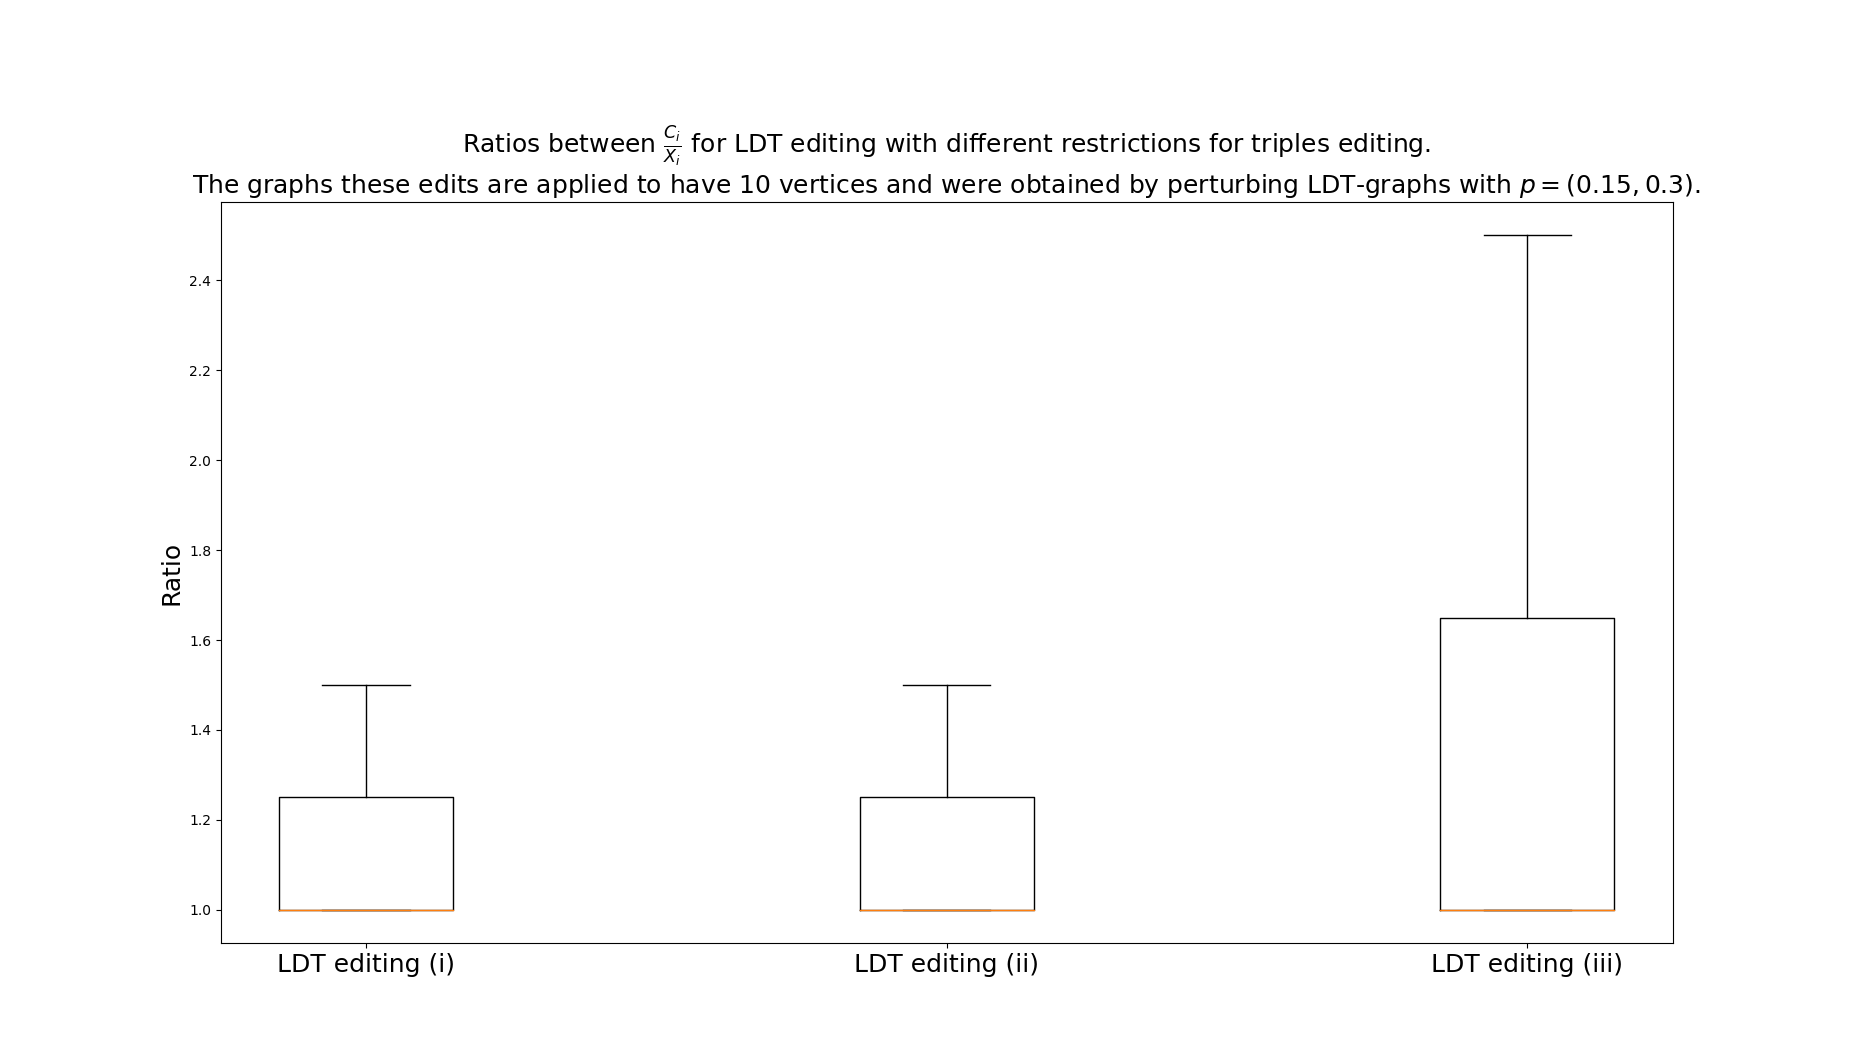 Ratios between $\frac{C_i}{X_i}$ for LDT editing with different restrictions for triples editing.
The graphs these edits are applied to have 10 vertices and were obtained by perturbing LDT-graphs with $p = (0.15, 0.3)$.
2.4
2.2
2.0
1.8
1.6
1.4
1.2
1.0
Ratio
LDT editing (i)
LDT editing (ii)
LDT editing (iii)